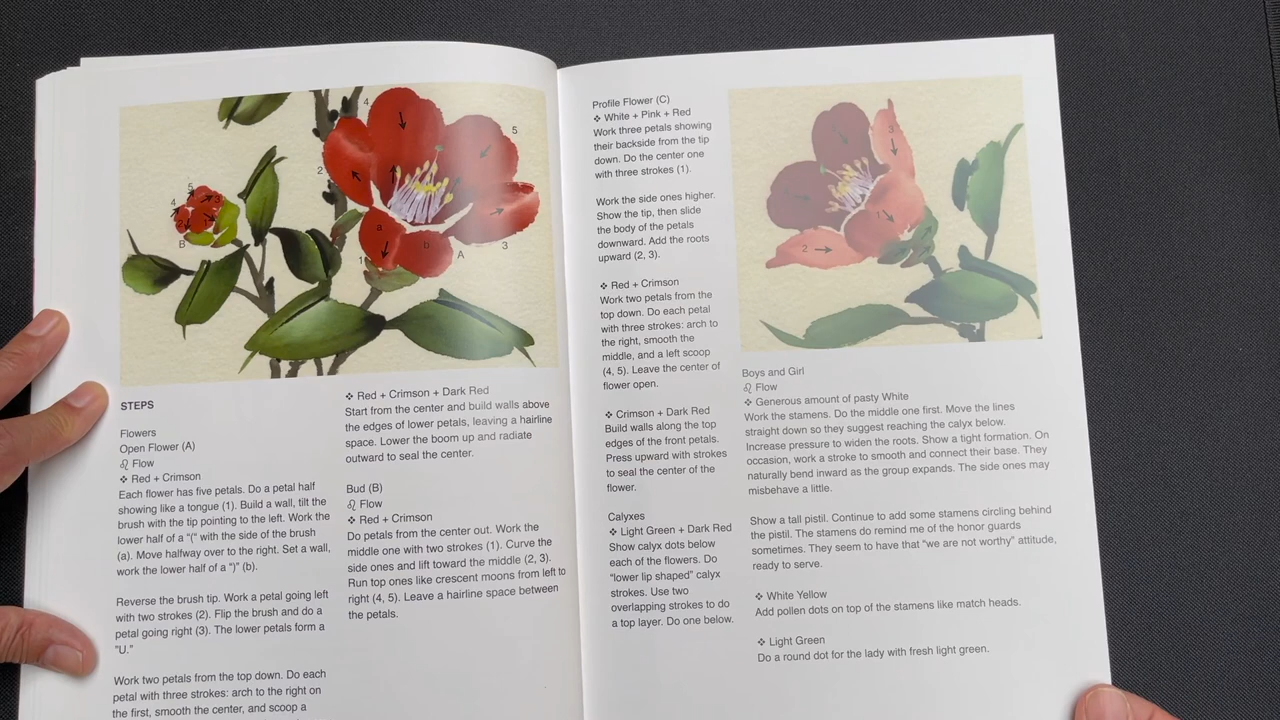 STEPS
Flowers
Open Flower (A)
♌ Flow
❖ Red + Crimson
Each flower has five petals. Do a petal half
showing like a tongue (1). Build a wall, tilt the
brush with the tip pointing to the left. Work the
lower half of a "(" with the side of the brush
(a). Move halfway over to the right. Set a wall,
work the lower half of a ")" (b).
Reverse the brush tip. Work a petal going left
with two strokes (2). Flip the brush and do a
petal going right (3). The lower petals form a
"U."
Work two petals from the top down. Do each
petal with three strokes: arch to the right on
the first, smooth the center, and scoop a
❖ Red + Crimson + Dark Red
Start from the center and build walls above
the edges of lower petals, leaving a hairline
space. Lower the boom up and radiate
outward to seal the center.
Bud (B)
♌ Flow
❖ Red + Crimson
Do petals from the center out. Work the
middle one with two strokes (1). Curve the
side ones and lift toward the middle (2, 3).
Run top ones like crescent moons from left to
right (4, 5). Leave a hairline space between
the petals.
4
5
2
a
b
1
A
3
5
4
3
2
1
B
Profile Flower (C)
❖ White + Pink + Red
Work three petals showing
their backside from the tip
down. Do the center one
with three strokes (1).
Work the side ones higher.
Show the tip, then slide
the body of the petals
downward. Add the roots
upward (2, 3).
❖ Red + Crimson
Work two petals from the
top down. Do each petal
with three strokes: arch to
the right, smooth the
middle, and a left scoop
(4, 5). Leave the center of
flower open.
❖ Crimson + Dark Red
Build walls along the top
edges of the front petals.
Press upward with strokes
to seal the center of the
flower.
Calyxes
❖ Light Green + Dark Red
Show calyx dots below
each of the flowers. Do
"lower lip shaped" calyx
strokes. Use two
overlapping strokes to do
a top layer. Do one below.
3
1
2
Boys and Girl
♌ Flow
❖ Generous amount of pasty White
Work the stamens. Do the middle one first. Move the lines
straight down so they suggest reaching the calyx below.
Increase pressure to widen the roots. Show a tight formation. On
occasion, work a stroke to smooth and connect their base. They
naturally bend inward as the group expands. The side ones may
misbehave a little.
Show a tall pistil. Continue to add some stamens circling behind
the pistil. The stamens do remind me of the honor guards
sometimes. They seem to have that "we are not worthy" attitude,
ready to serve.
❖ White Yellow
Add pollen dots on top of the stamens like match heads.
❖ Light Green
Do a round dot for the lady with fresh light green.